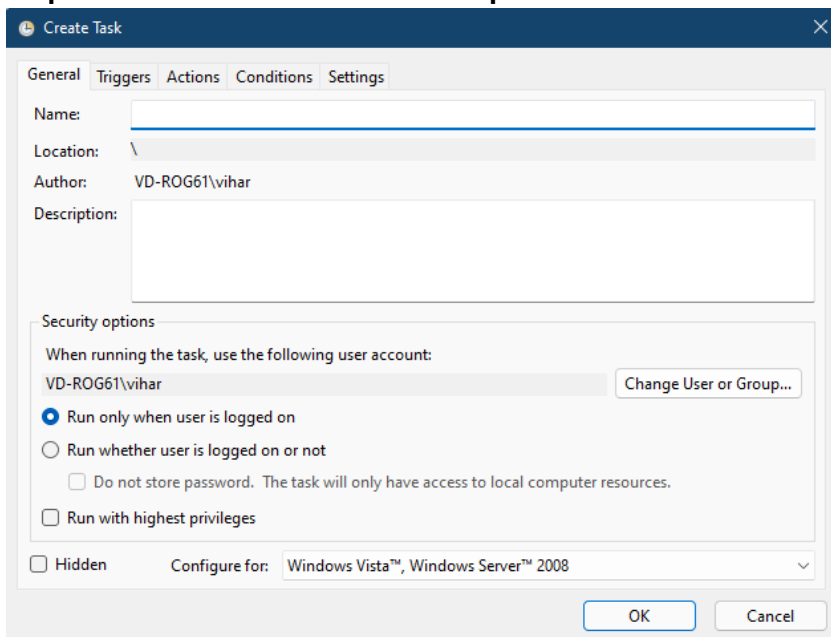 Create Task
General Triggers Actions Conditions Settings
Name:
Location: \
Author: VD-ROG61\vihar
Description:
Security options
When running the task, use the following user account:
VD-ROG61\vihar Change User or Group...
Run only when user is logged on
Run whether user is logged on or not
Do not store password. The task will only have access to local computer resources.
Run with highest privileges
Hidden Configure for: Windows Vista™, Windows Server™ 2008
OK Cancel